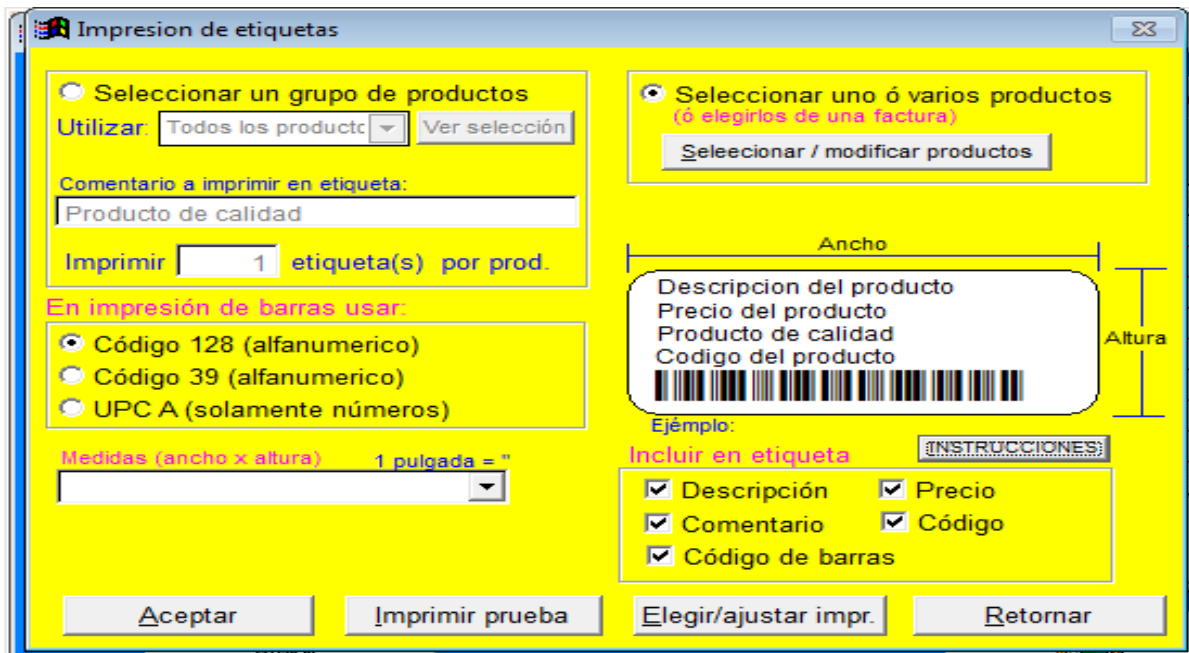 Impresion de etiquetas
Seleccionar un grupo de productos
Utilizar: Todos los productc Ver selección
Comentario a imprimir en etiqueta:
Producto de calidad
Imprimir 1 etiqueta(s) por prod.
En impresión de barras usar:
Código 128 (alfanumerico)
Código 39 (alfanumerico)
UPC A (solamente números)
Medidas (ancho x altura) 1 pulgada = "
Seleccionar uno ó varios productos
(ó elegirlos de una factura)
Seleecionar / modificar productos
Ancho
Descripcion del producto
Precio del producto
Producto de calidad
Codigo del producto
Altura
Ejémplo:
INSTRUCCIONES
Incluir en etiqueta
Descripción Precio
Comentario Código
Código de barras
Aceptar Imprimir prueba Elegir/ajustar impr. Retornar